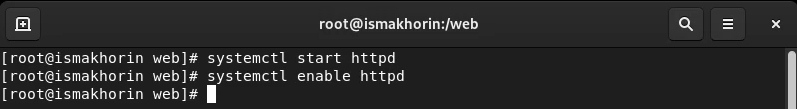 root@ismakhorin:/web
[root@ismakhorin web]# systemctl start httpd
[root@ismakhorin web]# systemctl enable httpd
[root@ismakhorin web]#